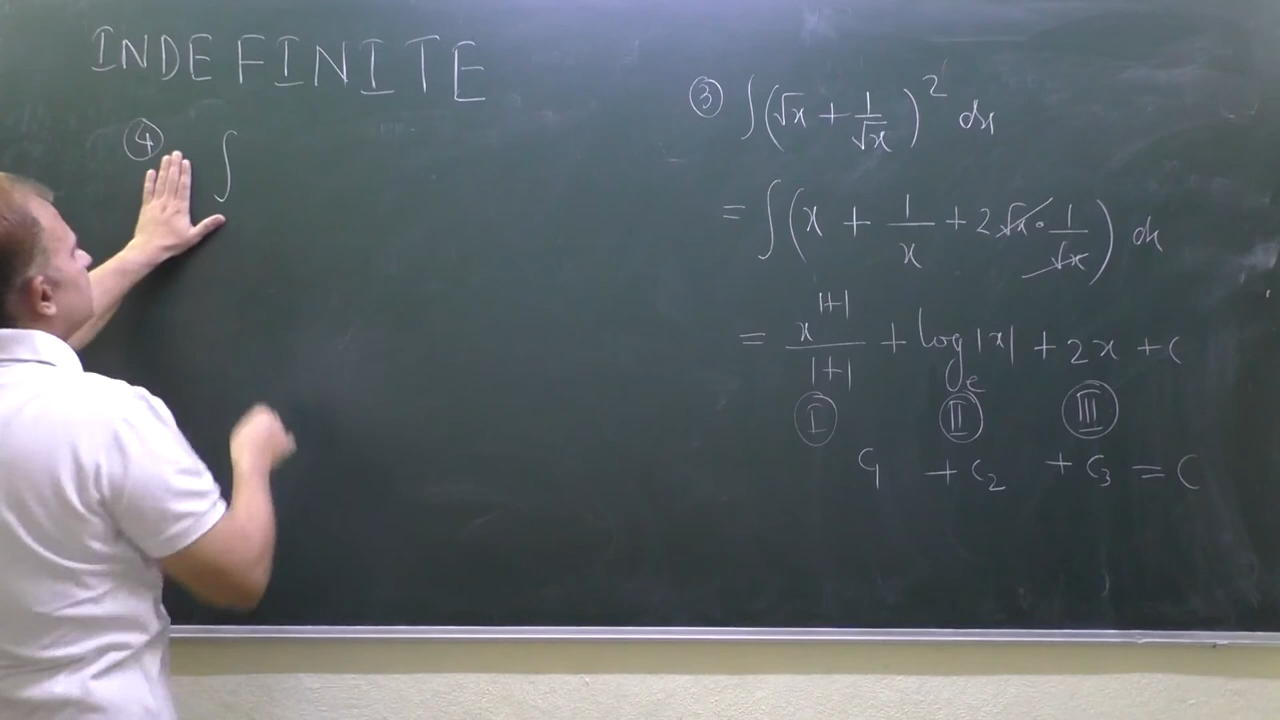 INDEFINITE
④ ∫
③ ∫(√x + 1/√x)² dx
= ∫(x + 1/x + 2√x · 1/√x) dx
= x^(1+1)/(1+1) + logₑ|x| + 2x + c
Ⅰ Ⅱ Ⅲ
c₁ + c₂ + c₃ = C